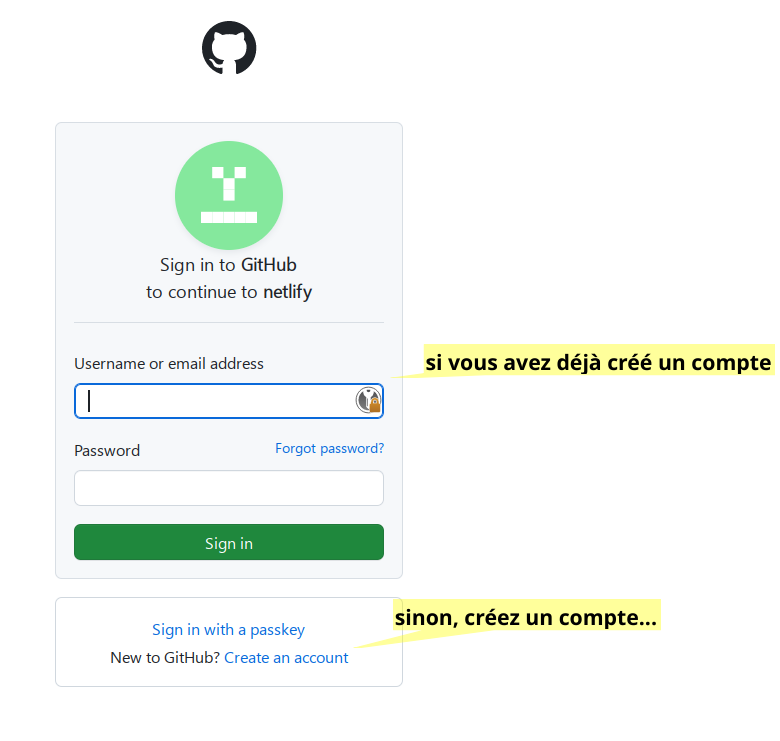 Sign in to GitHub
to continue to netlify
Username or email address
si vous avez déjà créé un compte
Password
Forgot password?
Sign in
sinon, créez un compte...
Sign in with a passkey
New to GitHub? Create an account